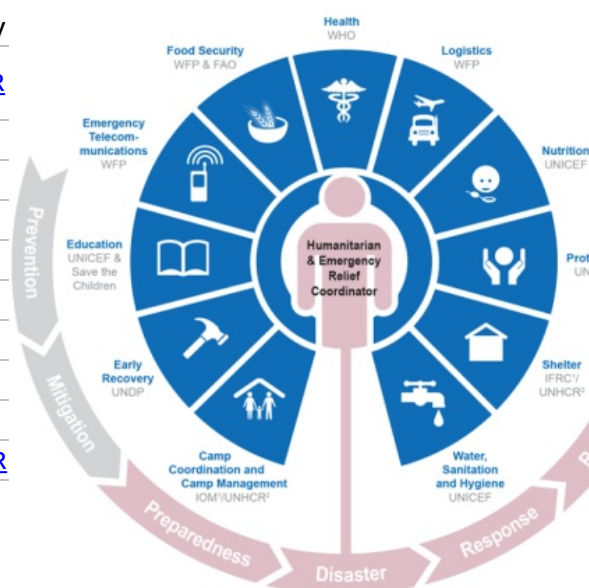 Health
WHO
Food Security
WFP & FAO
Logistics
WFP
Emergency
Telecom-
munications
WFP
Nutrition
UNICEF
Education
UNICEF &
Save the
Children
Humanitarian
& Emergency
Relief
Coordinator
Early
Recovery
UNDP
Shelter
IFRC¹/
UNHCR²
Camp
Coordination and
Camp Management
IOM¹/UNHCR²
Water,
Sanitation
and Hygiene
UNICEF
Prevention
Mitigation
Preparedness
Disaster
Response